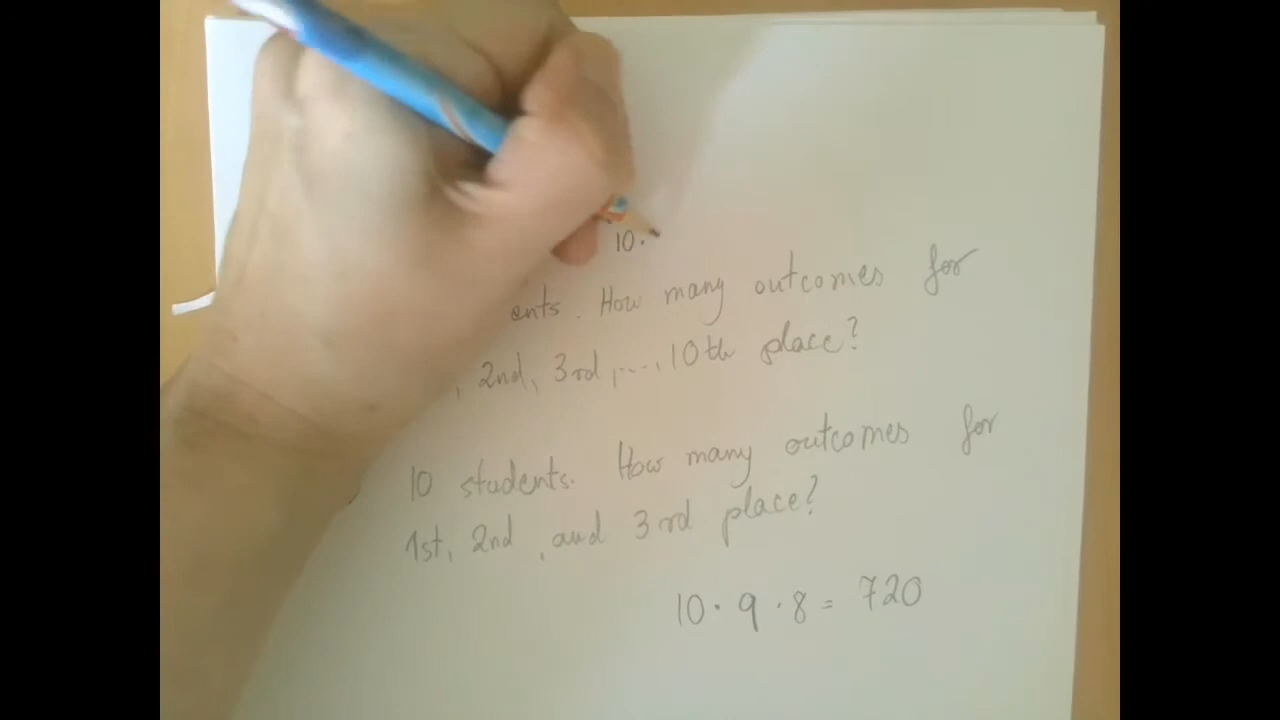 10 ·
ents. How many outcomes for
, 2nd, 3rd, ..., 10th place?
10 students. How many outcomes for
1st, 2nd, and 3rd place?
10 · 9 · 8 = 720